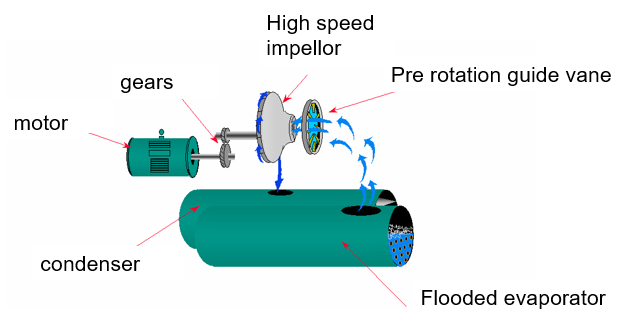 High speed
impellor
Pre rotation guide vane
gears
motor
condenser
Flooded evaporator